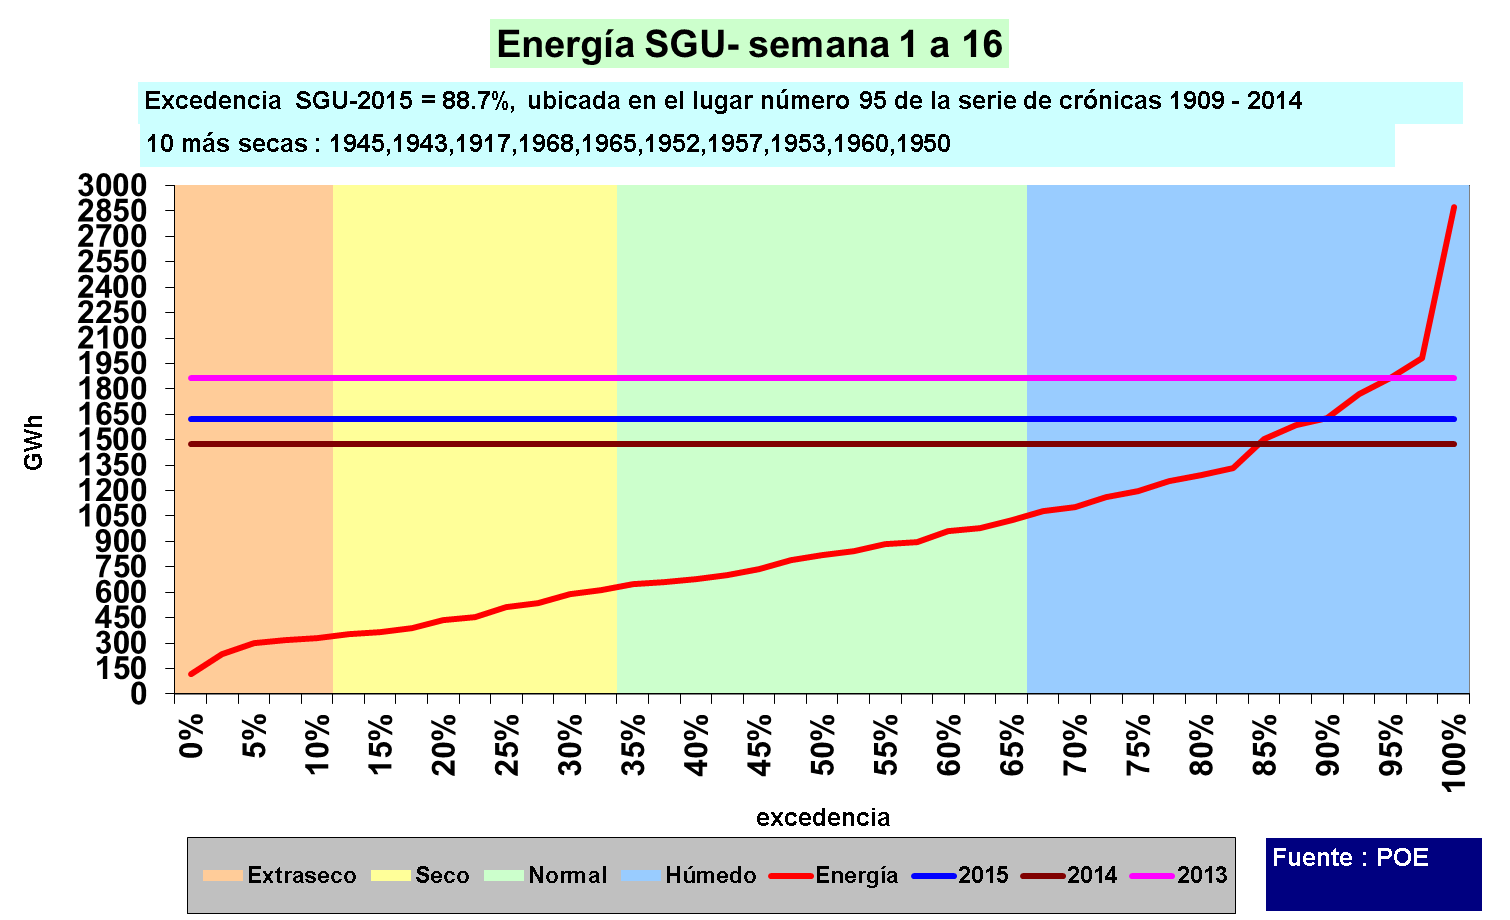 Energía SGU- semana 1 a 16
Excedencia SGU-2015 = 88.7%, ubicada en el lugar número 95 de la serie de crónicas 1909 - 2014
10 más secas : 1945,1943,1917,1968,1965,1952,1957,1953,1960,1950
3000
2850
2700
2550
2400
2250
2100
1950
1800
1650
1500
1350
1200
1050
900
750
600
450
300
150
0
GWh
0% 5% 10% 15% 20% 25% 30% 35% 40% 45% 50% 55% 60% 65% 70% 75% 80% 85% 90% 95% 100%
excedencia
Extraseco Seco Normal Húmedo Energía 2015 2014 2013
Fuente : POE